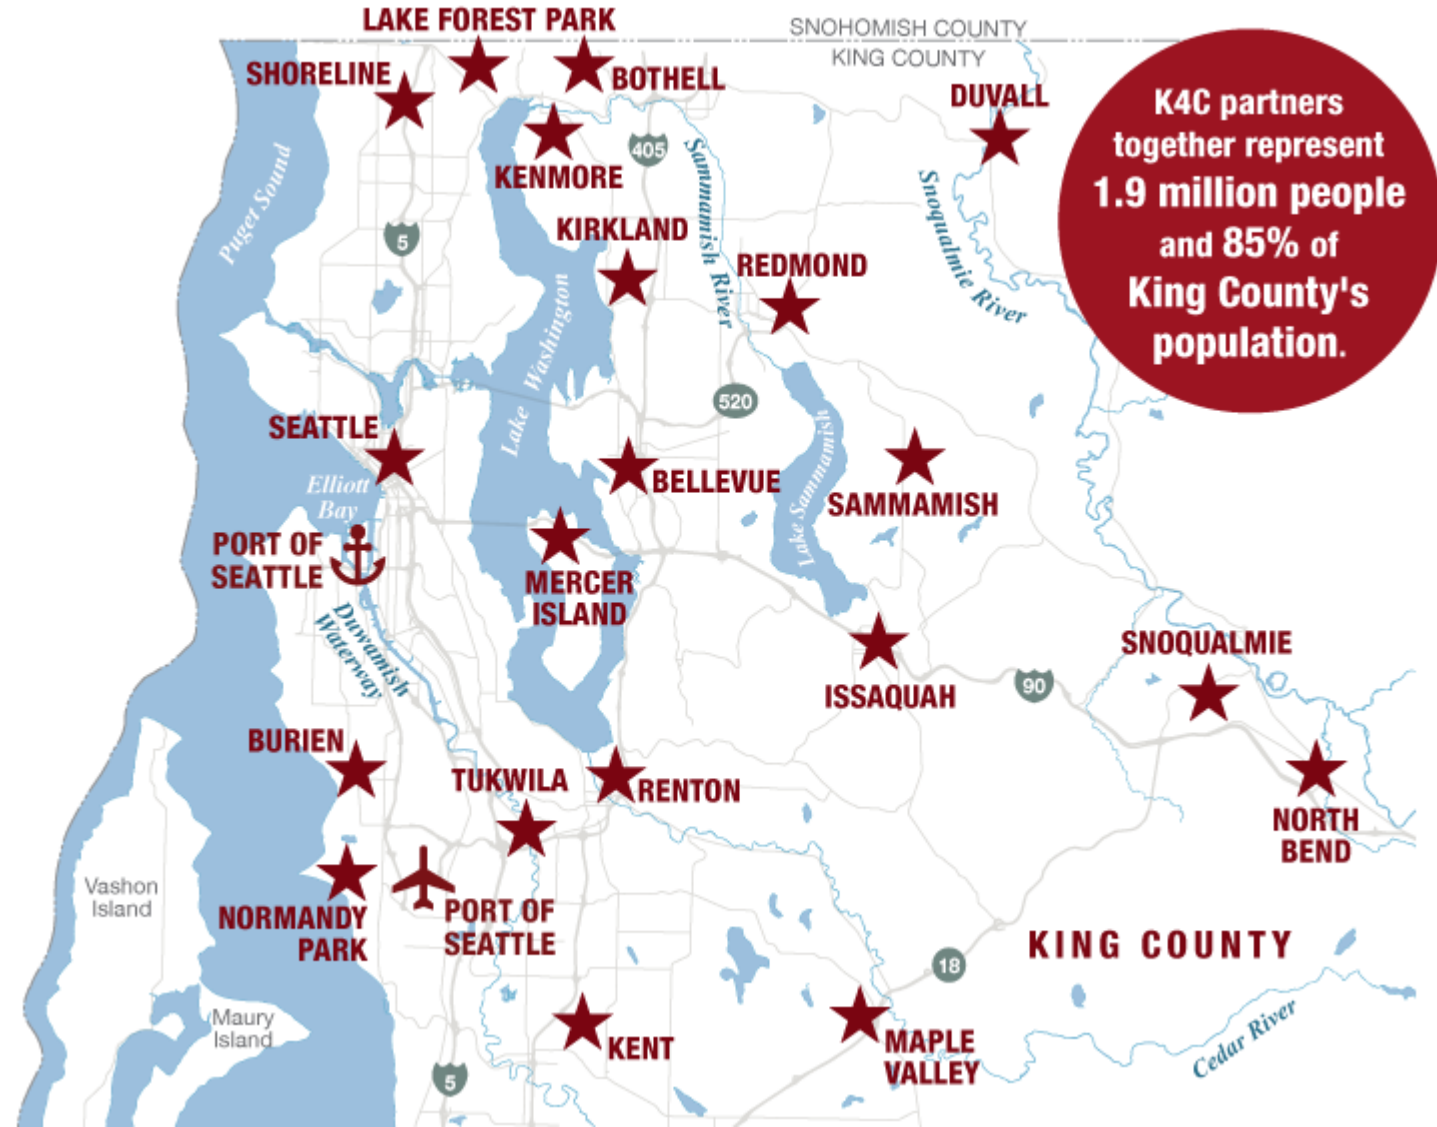 LAKE FOREST PARK
SNOHOMISH COUNTY
KING COUNTY
SHORELINE
BOTHELL
DUVALL
K4C partners
together represent
1.9 million people
and 85% of
King County's
population.
KENMORE
405
Sammamish River
Snoqualmie River
Puget Sound
5
KIRKLAND
REDMOND
Lake Washington
520
SEATTLE
Elliott
Bay
BELLEVUE
Lake Sammamish
SAMMAMISH
PORT OF
SEATTLE
MERCER
ISLAND
Duwamish
Waterway
SNOQUALMIE
ISSAQUAH
90
BURIEN
TUKWILA
RENTON
NORTH
BEND
Vashon
Island
NORMANDY
PARK
PORT OF
SEATTLE
KING COUNTY
18
Maury
Island
KENT
MAPLE
VALLEY
Cedar River
5